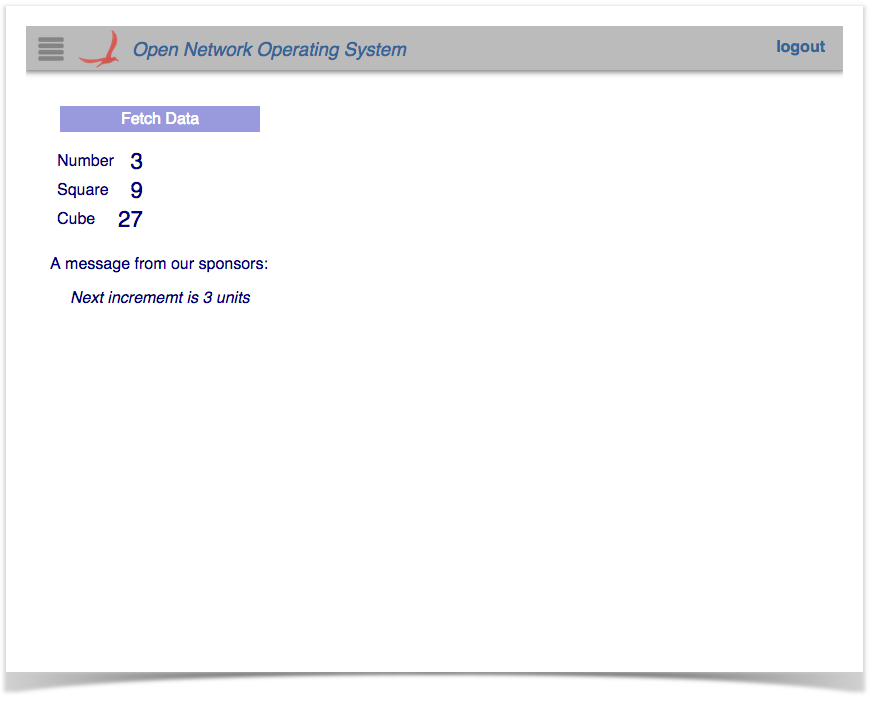 Open Network Operating System
logout
Fetch Data
Number 3
Square 9
Cube 27
A message from our sponsors:
Next incrememt is 3 units